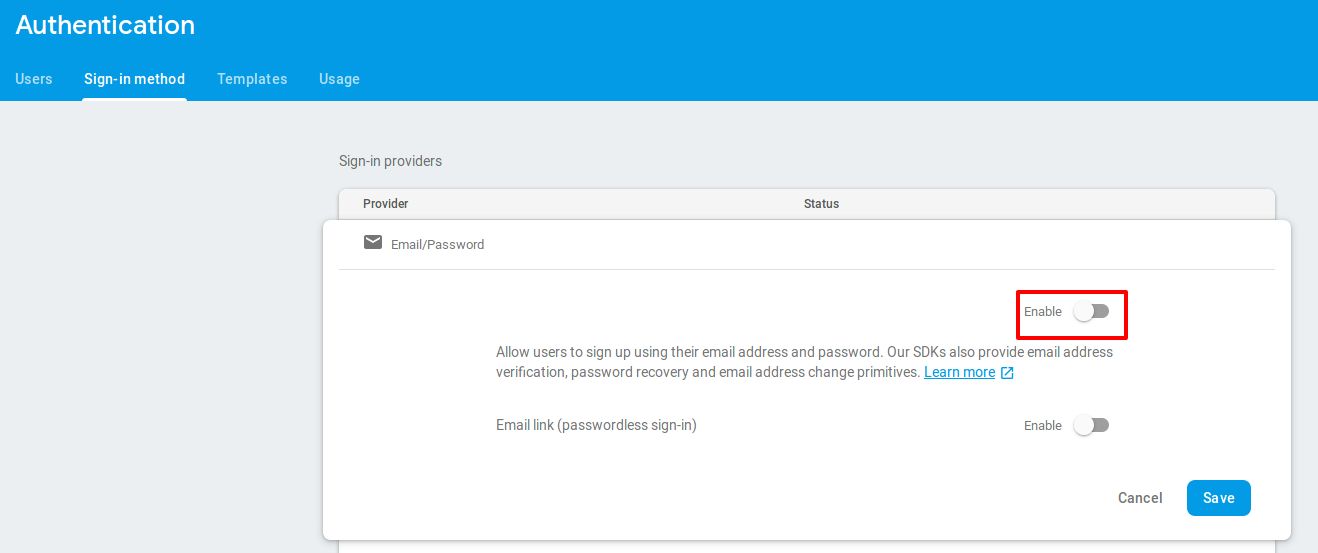 Authentication
Users Sign-in method Templates Usage
Sign-in providers
Provider Status
Email/Password
Enable
Allow users to sign up using their email address and password. Our SDKs also provide email address
verification, password recovery and email address change primitives. Learn more
Email link (passwordless sign-in) Enable
Cancel Save